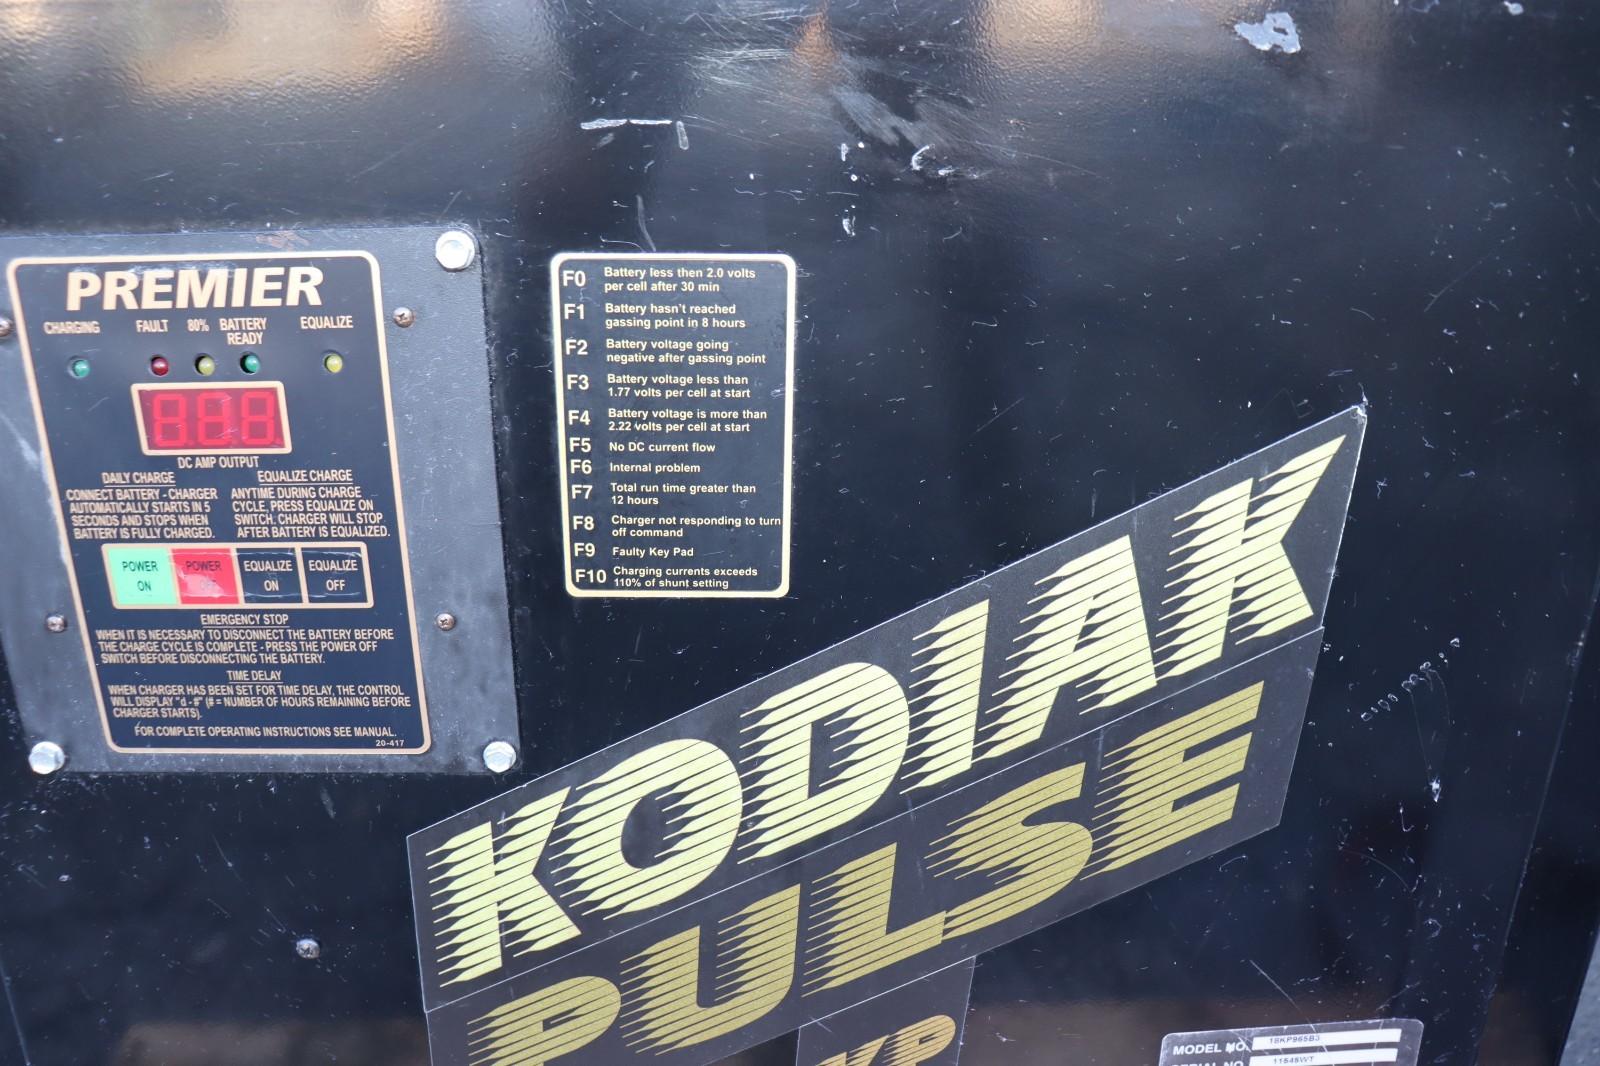 PREMIER
CHARGING FAULT 80% BATTERY READY EQUALIZE
DC AMP OUTPUT
DAILY CHARGE
CONNECT BATTERY - CHARGER
AUTOMATICALLY STARTS IN 5
SECONDS AND STOPS WHEN
BATTERY IS FULLY CHARGED.
EQUALIZE CHARGE
ANYTIME DURING CHARGE
CYCLE, PRESS EQUALIZE ON
SWITCH. CHARGER WILL STOP
AFTER BATTERY IS EQUALIZED.
POWER ON
POWER
EQUALIZE ON
EQUALIZE OFF
EMERGENCY STOP
WHEN IT IS NECESSARY TO DISCONNECT THE BATTERY BEFORE
THE CHARGE CYCLE IS COMPLETE - PRESS THE POWER OFF
SWITCH BEFORE DISCONNECTING THE BATTERY.
TIME DELAY
WHEN CHARGER HAS BEEN SET FOR TIME DELAY, THE CONTROL
WILL DISPLAY "d - #" (# = NUMBER OF HOURS REMAINING BEFORE
CHARGER STARTS).
FOR COMPLETE OPERATING INSTRUCTIONS SEE MANUAL.
20-417
F0 Battery less then 2.0 volts
per cell after 30 min
F1 Battery hasn't reached
gassing point in 8 hours
F2 Battery voltage going
negative after gassing point
F3 Battery voltage less than
1.77 volts per cell at start
F4 Battery voltage is more than
2.22 volts per cell at start
F5 No DC current flow
F6 Internal problem
F7 Total run time greater than
12 hours
F8 Charger not responding to turn
off command
F9 Faulty Key Pad
F10 Charging currents exceeds
110% of shunt setting
KODIAK
PULSE
KP
MODEL NO. 18KP965B3
SERIAL NO. 11545WT